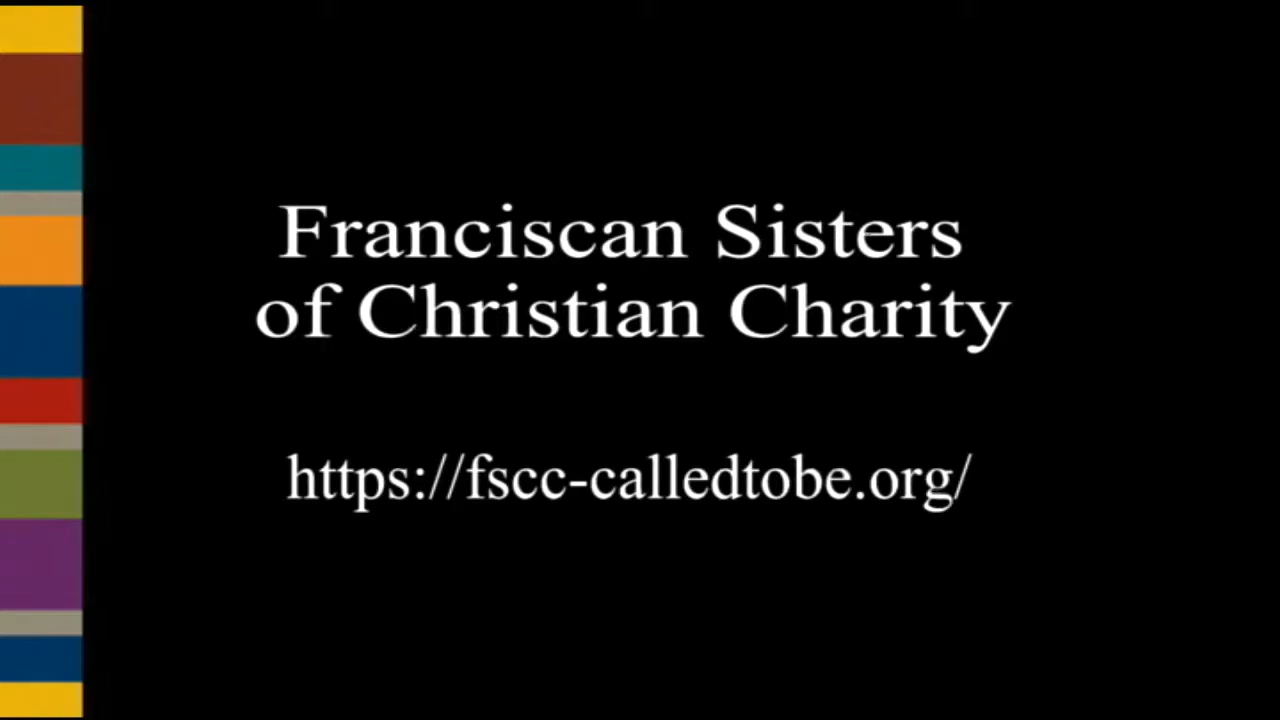 Franciscan Sisters
of Christian Charity
https://fscc-calledtobe.org/